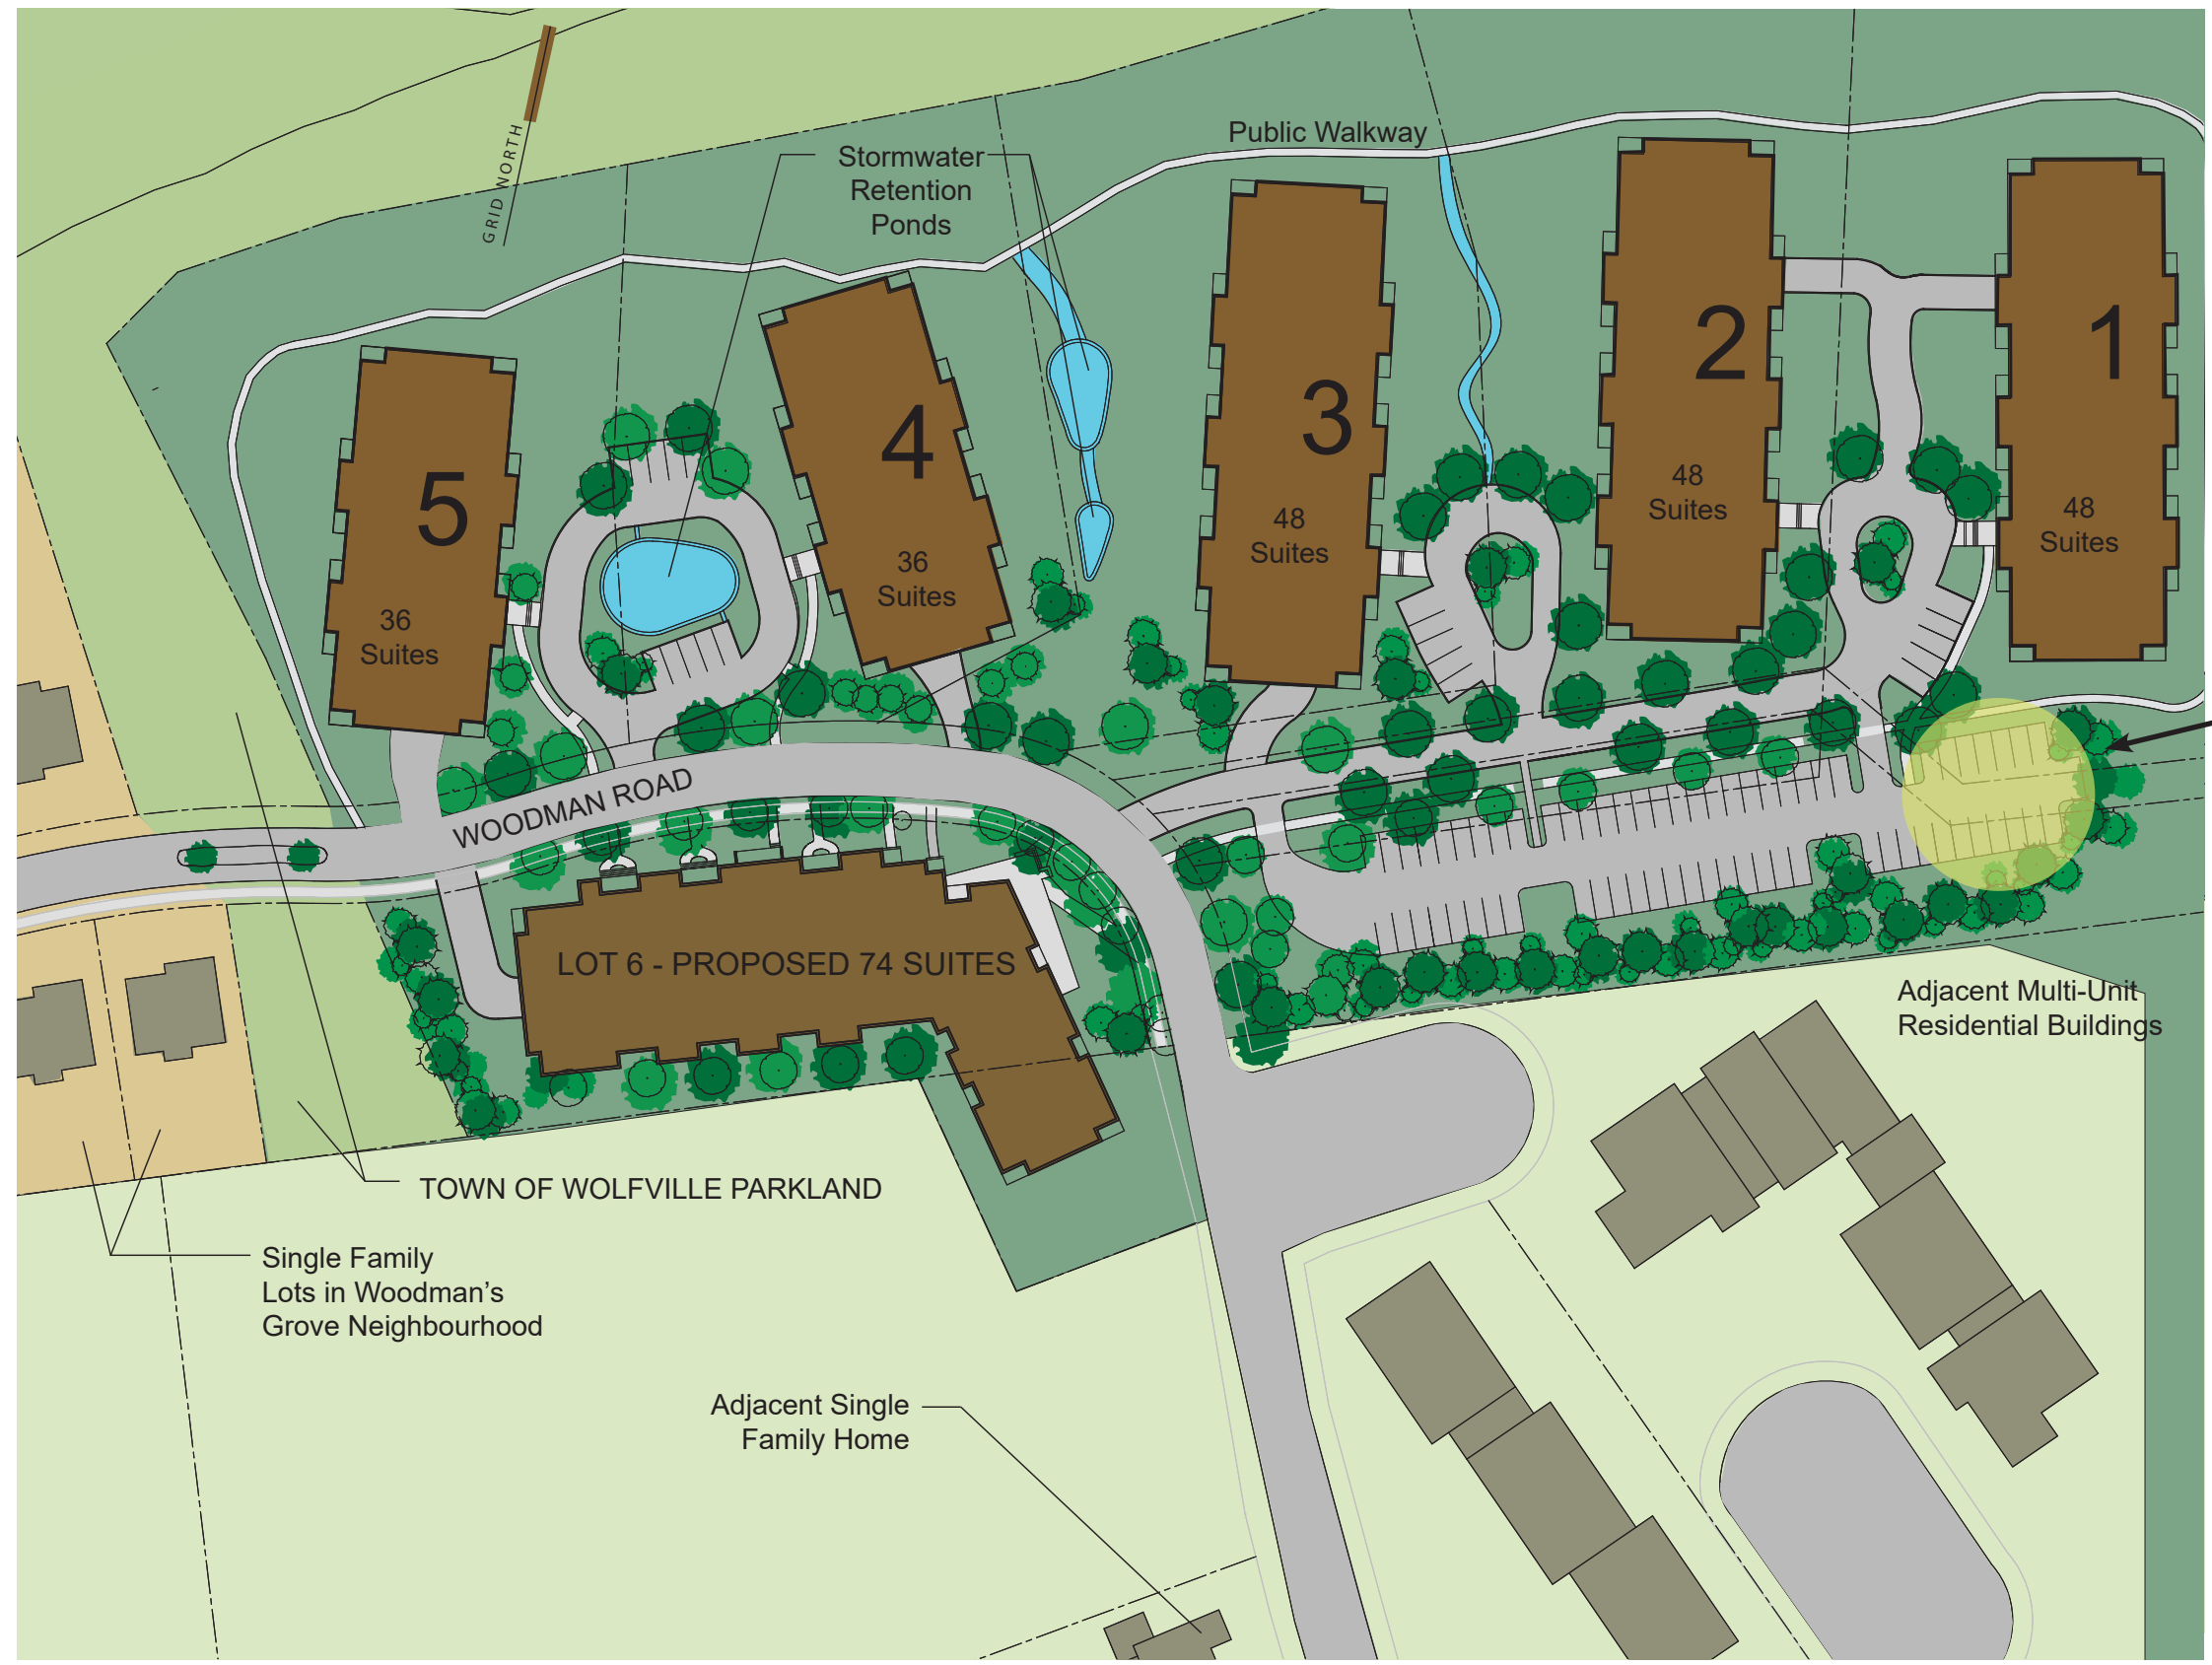 GRID NORTH
Public Walkway
Stormwater
Retention
Ponds
1
48
Suites
2
48
Suites
3
48
Suites
4
36
Suites
5
36
Suites
WOODMAN ROAD
LOT 6 - PROPOSED 74 SUITES
Adjacent Multi-Unit
Residential Buildings
TOWN OF WOLFVILLE PARKLAND
Single Family
Lots in Woodman’s
Grove Neighbourhood
Adjacent Single
Family Home